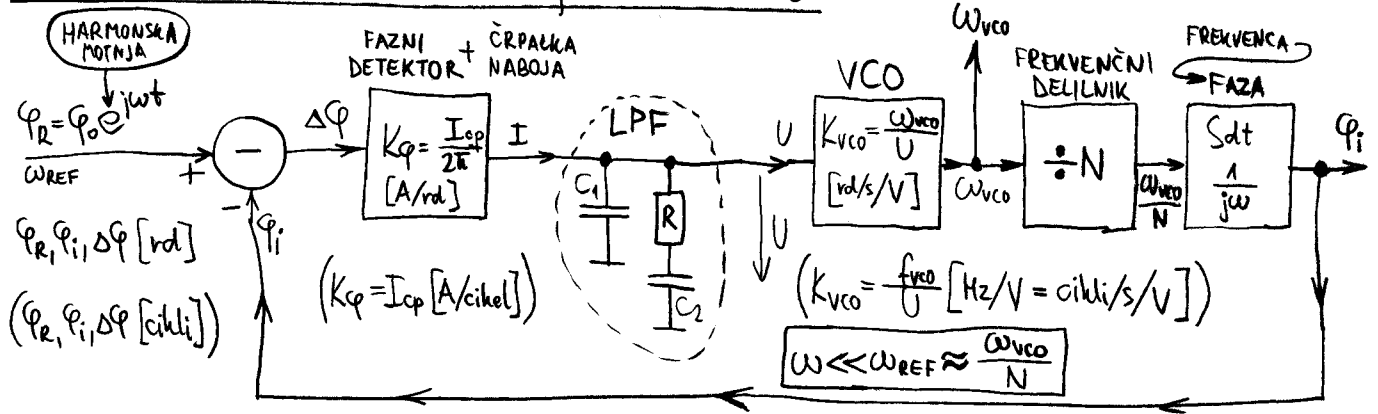 HARMONSKA
MOTNJA
φR=φ0e^jωt
ωREF
+
-
−
Δφ
FAZNI + ČRPALKA
DETEKTOR NABOJA
Kφ=Icp/2π
[A/rd]
I
LPF
C1
R
C2
U
U
VCO
KVCO=ωVCO/U
[rd/s/V]
ωVCO
ωVCO
FREKVENČNI
DELILNIK
÷N
ωVCO/N
FREKVENCA
FAZA
∫dt
1/jω
φi
φi
φR, φi, Δφ [rd]
(φR, φi, Δφ [cikli])
(Kφ=Icp [A/cikel])
(KVCO=fVCO/U [Hz/V=cikli/s/V])
ω<<ωREF≈ωVCO/N